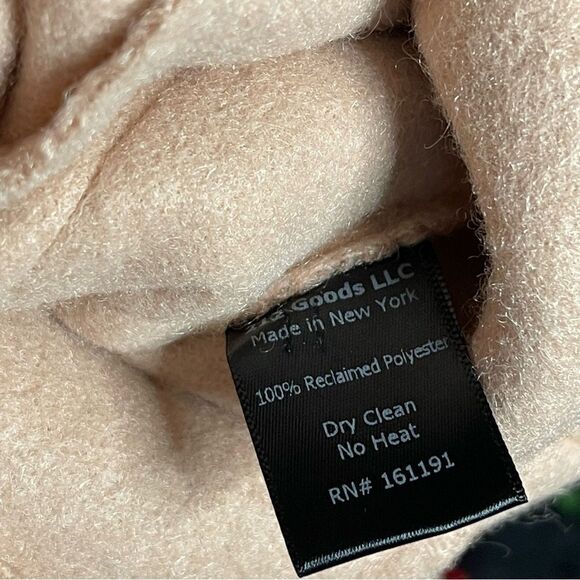 Goods LLC
Made in New York
100% Reclaimed Polyester
Dry Clean
No Heat
RN# 161191